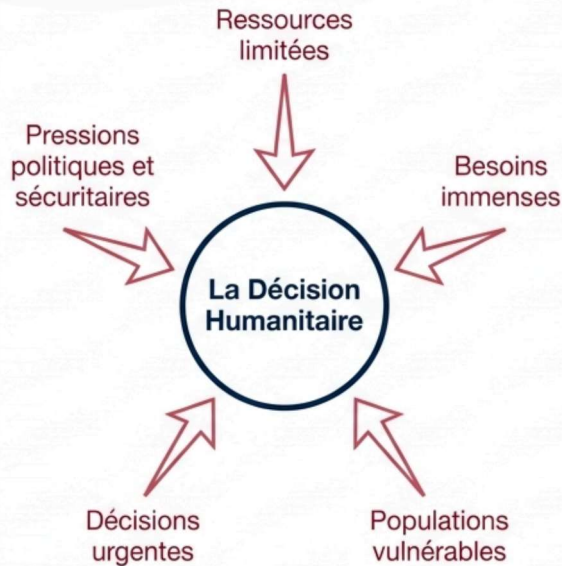 Ressources
limitées
Pressions
politiques et
sécuritaires
Besoins
immenses
La Décision
Humanitaire
Décisions
urgentes
Populations
vulnérables